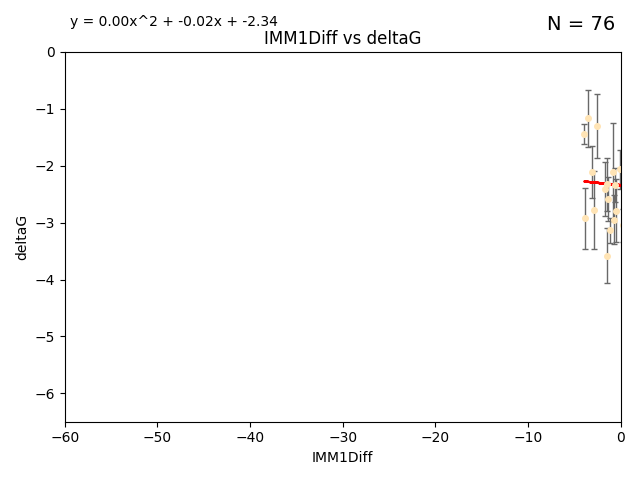 y = 0.00x^2 + -0.02x + -2.34
N = 76
IMM1Diff vs deltaG
0
−1
−2
−3
−4
−5
−6
deltaG
−60 −50 −40 −30 −20 −10 0
IMM1Diff